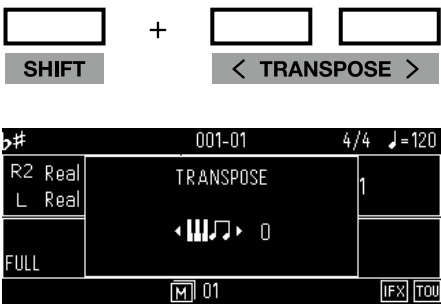 +
SHIFT < TRANSPOSE >
♭♯ 001-01 4/4 ♩=120
R2 Real TRANSPOSE 1
L Real
0
FULL
M 01 IFX TOU